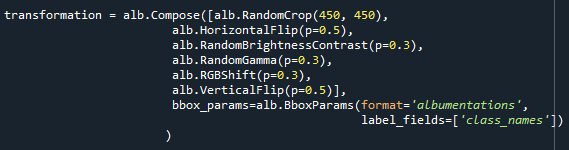 transformation = alb.Compose([alb.RandomCrop(450, 450),
alb.HorizontalFlip(p=0.5),
alb.RandomBrightnessContrast(p=0.3),
alb.RandomGamma(p=0.3),
alb.RGBShift(p=0.3),
alb.VerticalFlip(p=0.5)],
bbox_params=alb.BboxParams(format='albumentations',
label_fields=['class_names'])
)